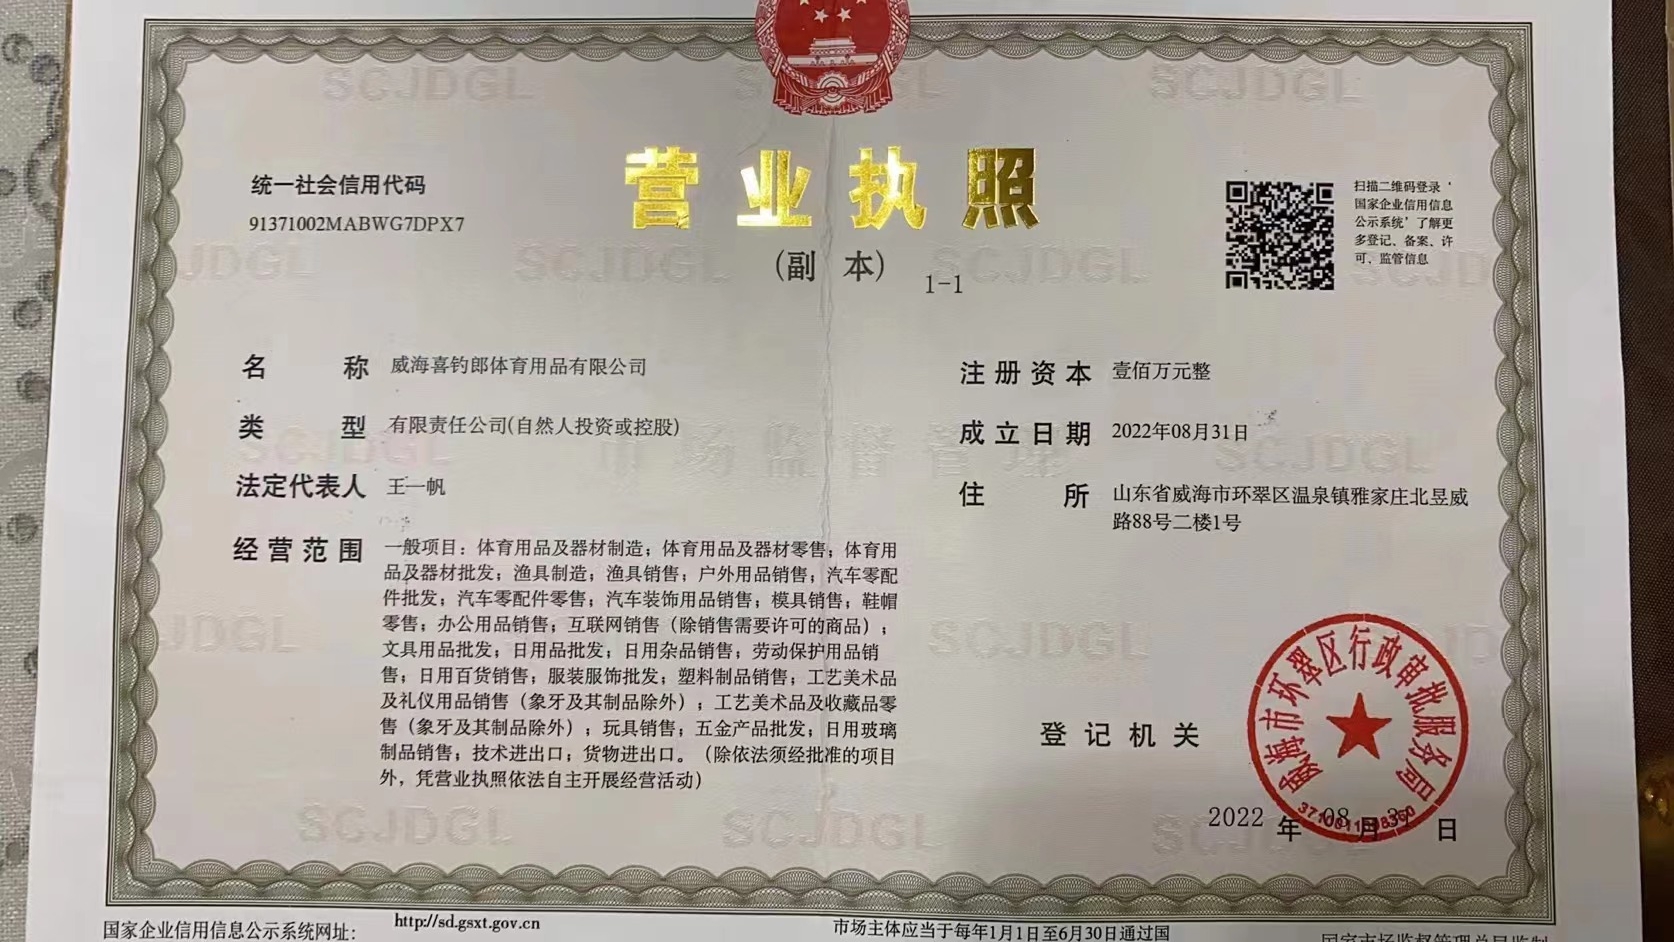 统一社会信用代码
91371002MABWG7DPX7
营业执照
(副 本)
1-1
扫描二维码登录‘
国家企业信用信息
公示系统’了解更
多登记、备案、许
可、监管信息
名 称 威海喜钓郎体育用品有限公司
类 型 有限责任公司(自然人投资或控股)
法定代表人 王一帆
经营范围 一般项目：体育用品及器材制造；体育用品及器材零售；体育用
品及器材批发；渔具制造；渔具销售；户外用品销售；汽车零配
件批发；汽车零配件零售；汽车装饰用品销售；模具销售；鞋帽
零售；办公用品销售；互联网销售（除销售需要许可的商品）；
文具用品批发；日用品批发；日用杂品销售；劳动保护用品销
售；日用百货销售；服装服饰批发；塑料制品销售；工艺美术品
及礼仪用品销售（象牙及其制品除外）；工艺美术品及收藏品零
售（象牙及其制品除外）；玩具销售；五金产品批发；日用玻璃
制品销售；技术进出口；货物进出口。（除依法须经批准的项目
外，凭营业执照依法自主开展经营活动）
注册资本 壹佰万元整
成立日期 2022年08月31日
住 所 山东省威海市环翠区温泉镇雅家庄北昱威
路88号二楼1号
登记机关
威海市环翠区行政审批服务局
2022 年 08 月 31 日
国家企业信用信息公示系统网址：
http://sd.gsxt.gov.cn
市场主体应当于每年1月1日至6月30日通过国
国家市场监督管理总局监制
SCJDGL
市场监督管理